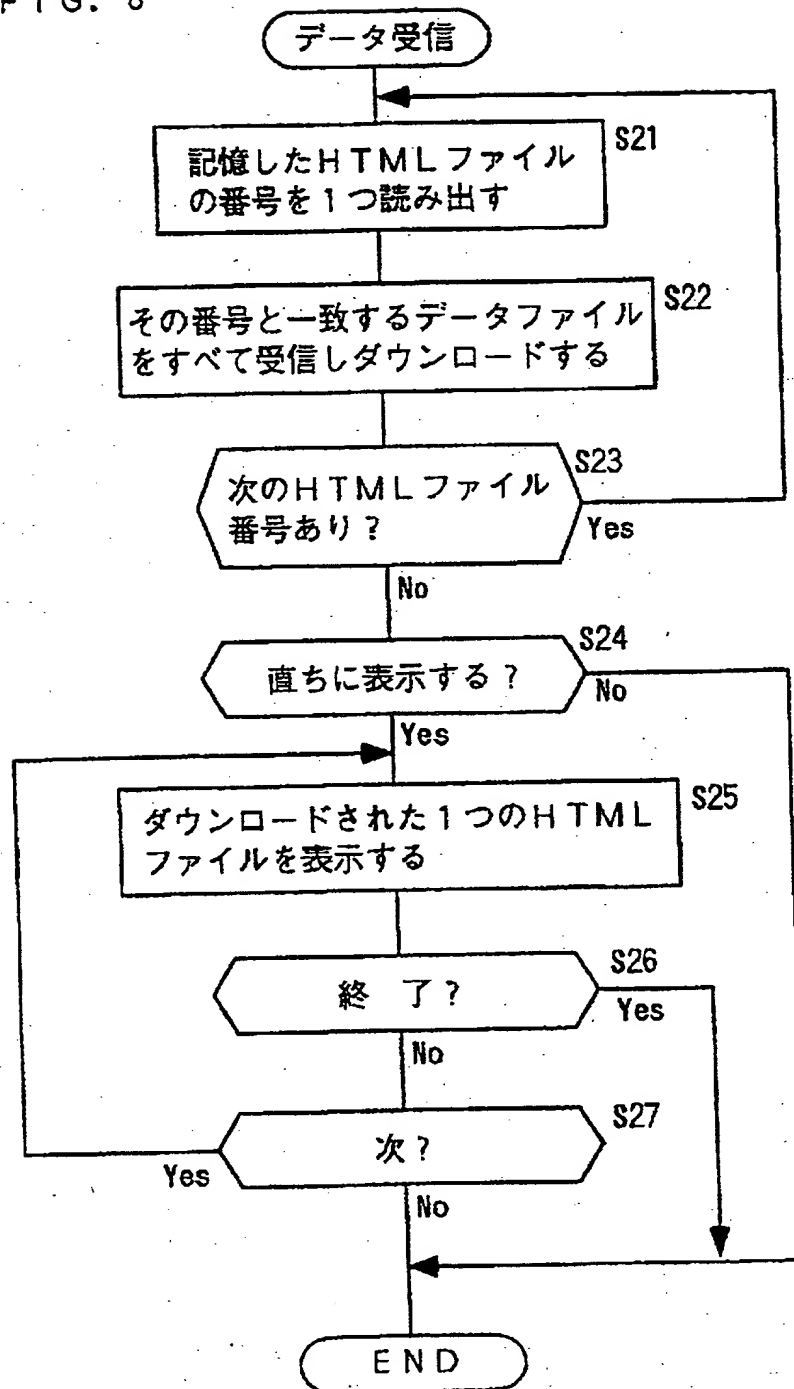 FIG. 8
データ受信
S21
記憶したHTMLファイル
の番号を1つ読み出す
S22
その番号と一致するデータファイル
をすべて受信しダウンロードする
S23
次のHTMLファイル
番号あり?
Yes
No
S24
直ちに表示する?
No
Yes
S25
ダウンロードされた1つのHTML
ファイルを表示する
S26
終 了?
Yes
No
S27
次?
Yes
No
END